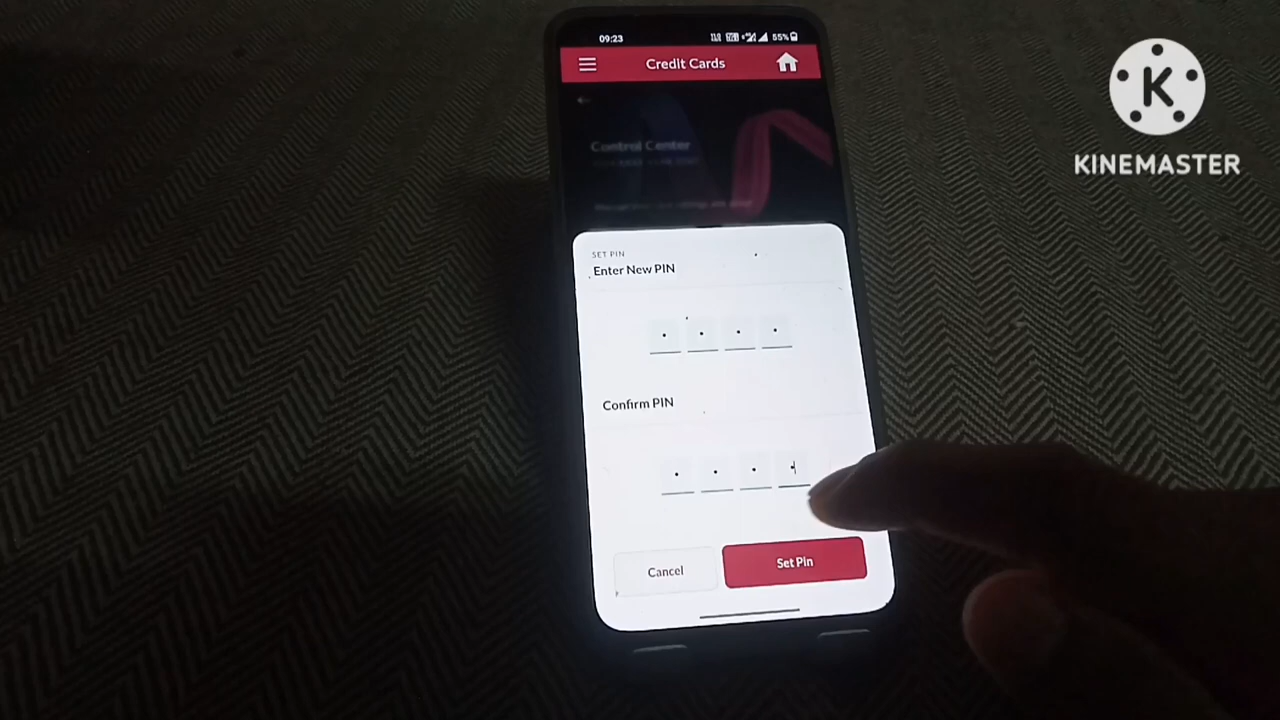 09:23
55%
Credit Cards
K
KINEMASTER
Control Center
SET PIN
Enter New PIN
Confirm PIN
Cancel
Set Pin